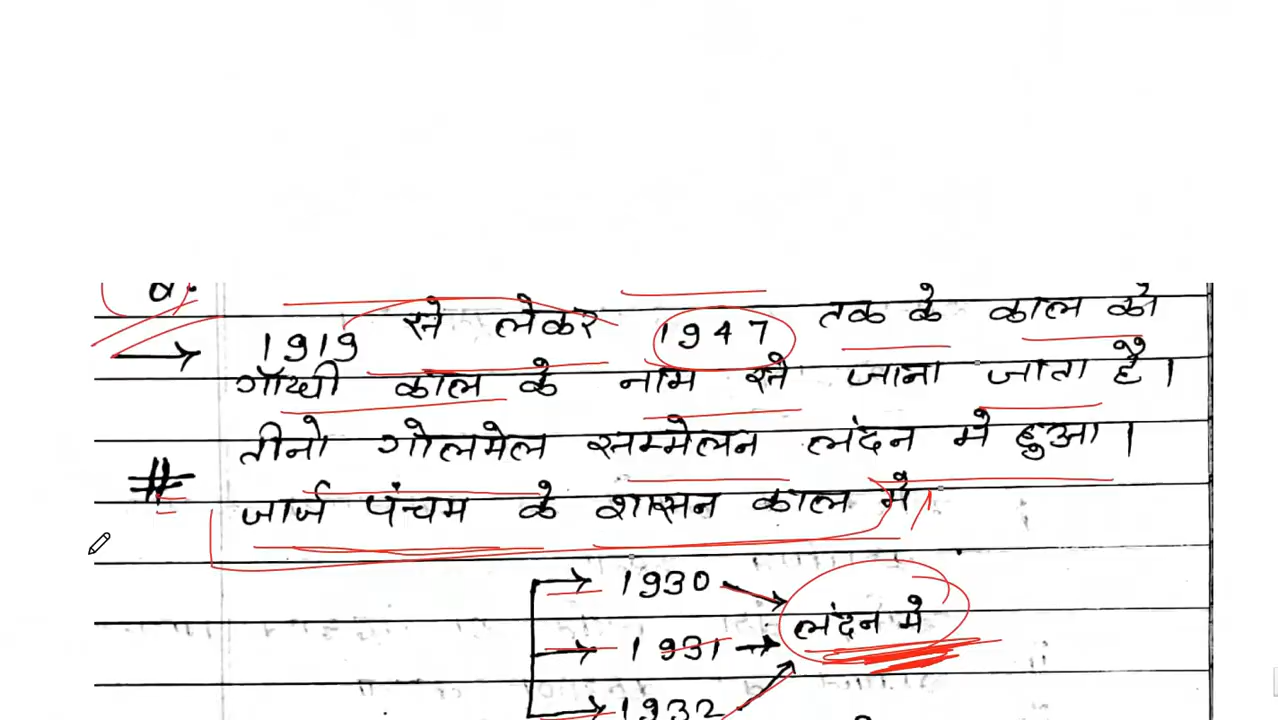 1919 से लेकर 1947 तक के काल को
गाँधी काल के नाम से जाना जाता है।
तीनो गोलमेल सम्मेलन लंदन मे हुआ।
# जार्ज पंचम के शासन काल मे।
→ 1930
लंदन मे
→ 1931 →
→ 1932